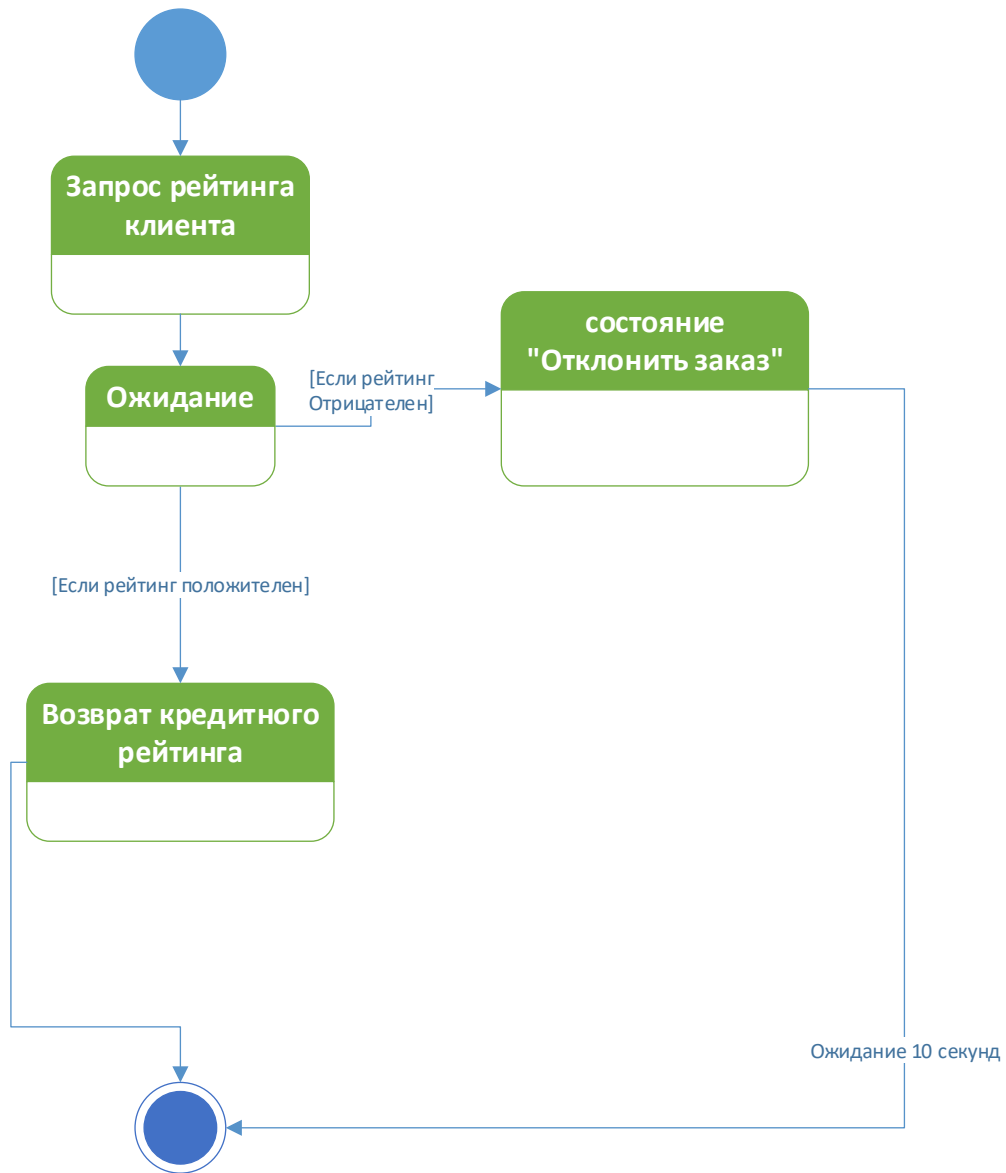 Запрос рейтинга
клиента
Ожидание
[Если рейтинг
Отрицателен]
состояние
"Отклонить заказ"
[Если рейтинг положителен]
Возврат кредитного
рейтинга
Ожидание 10 секунд